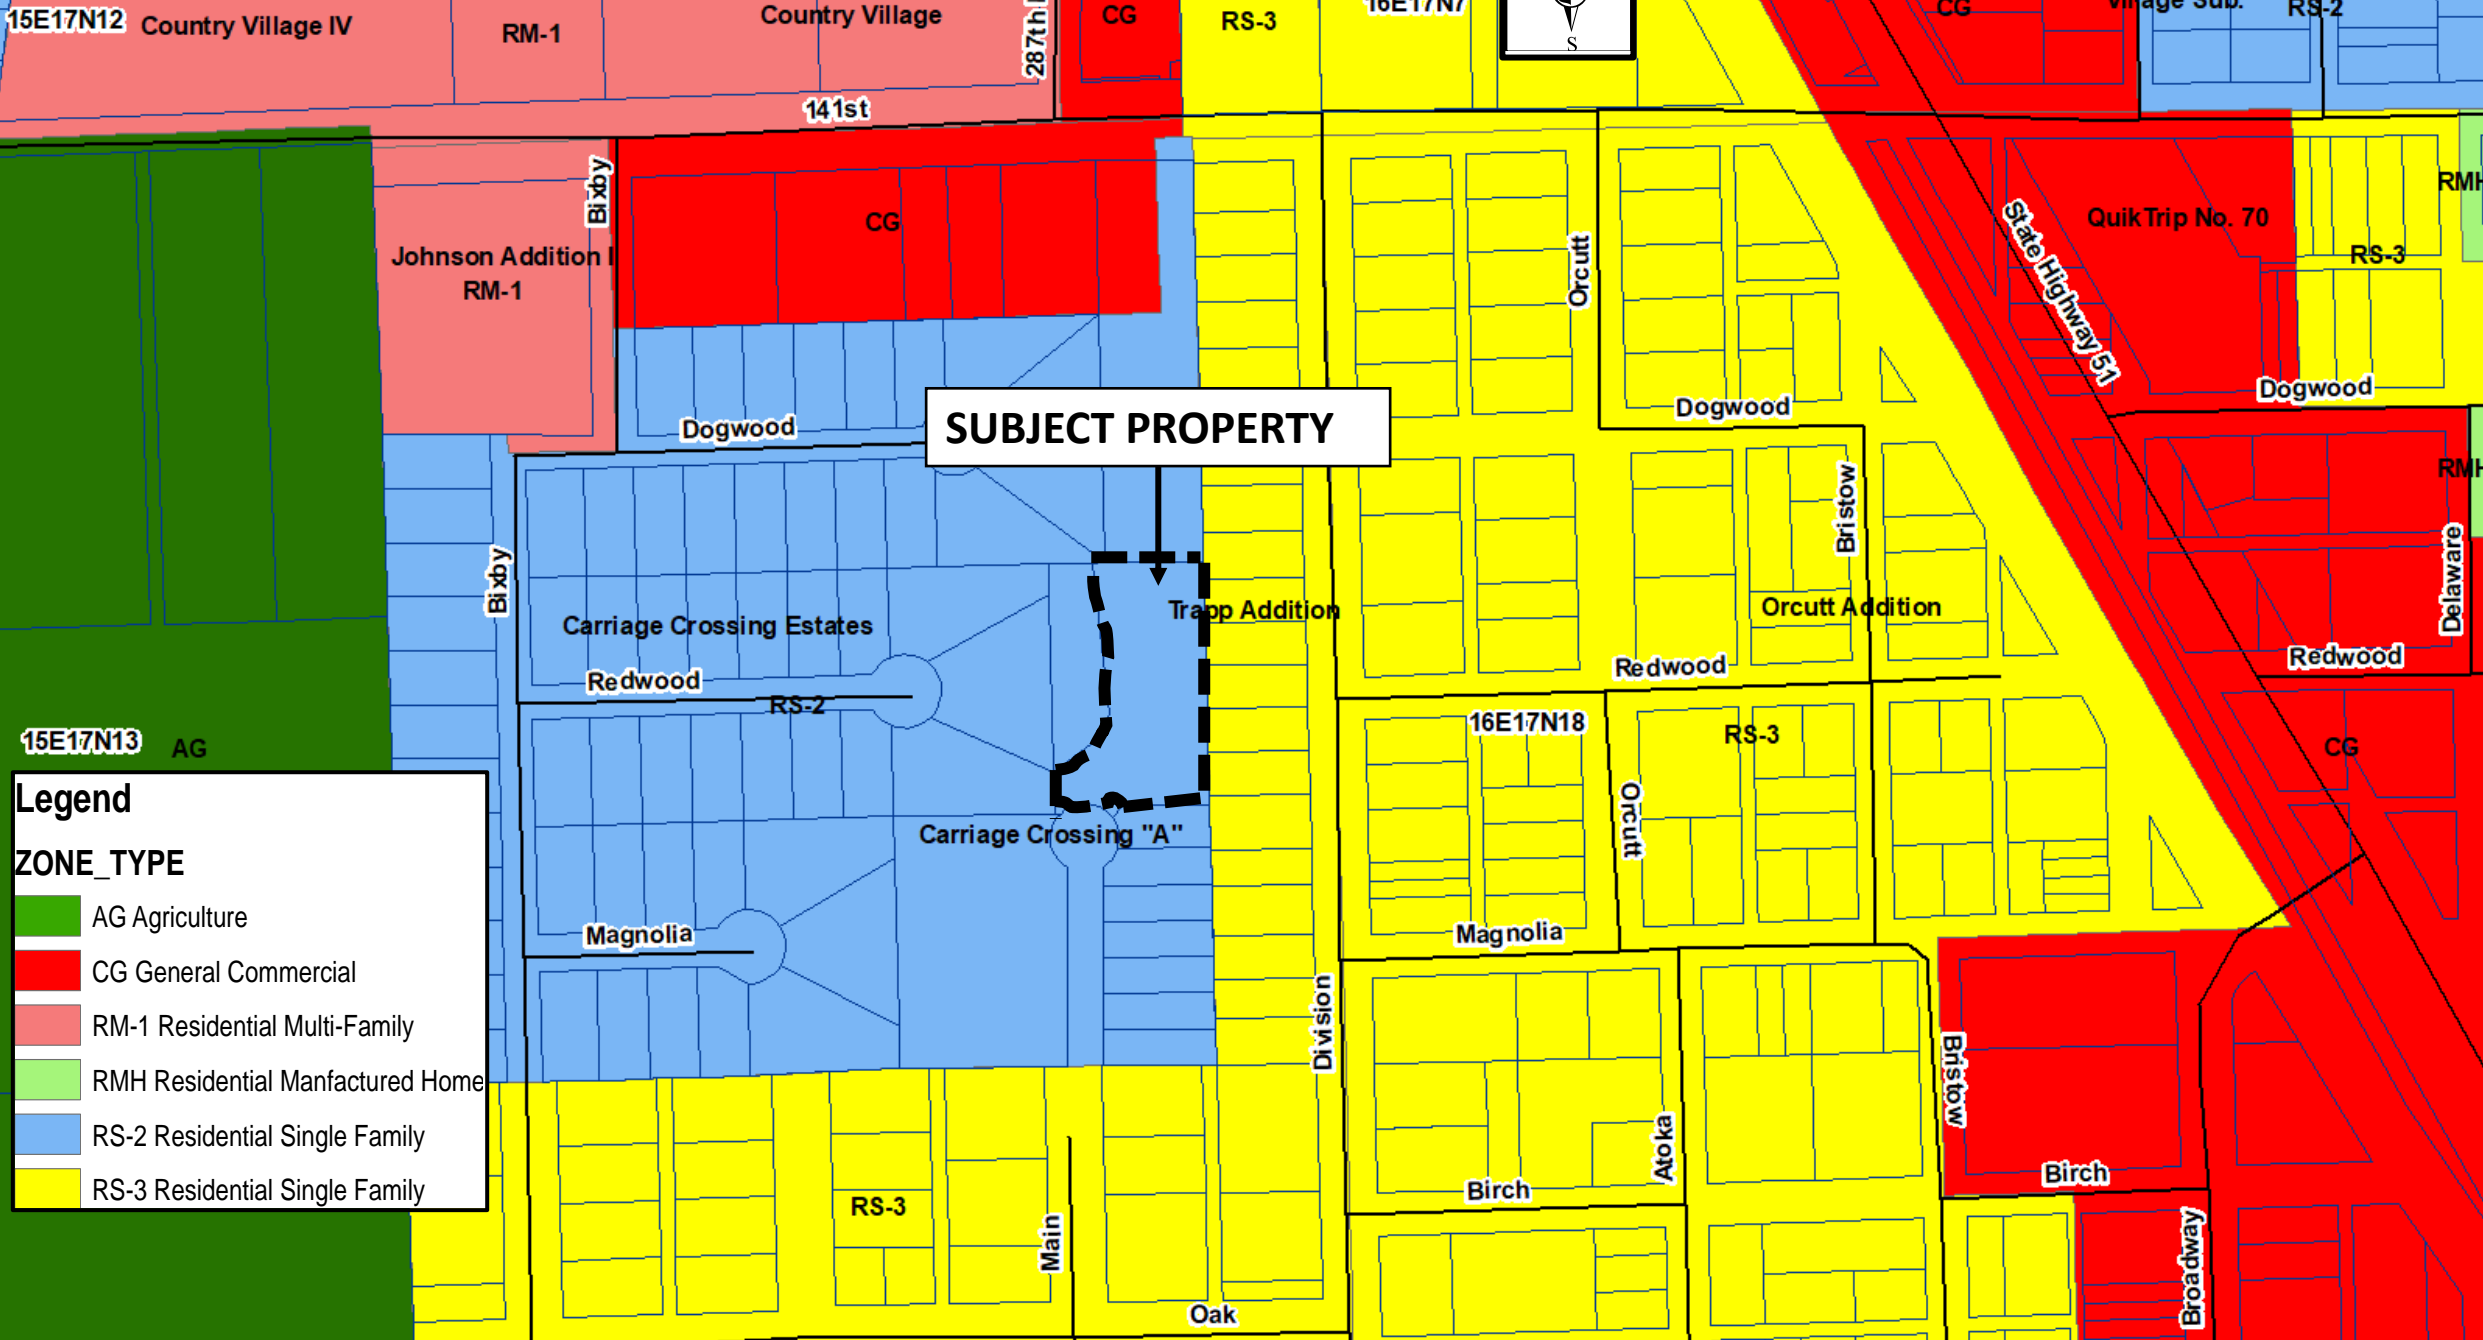 15E17N12
Country Village IV
RM-1
Country Village
287th
CG
RS-3
16E17N7
S
CG
Village Sub.
RS-2
141st
Bixby
CG
Johnson Addition I
RM-1
Orcutt
State Highway 51
QuikTrip No. 70
RS-3
RMH
Dogwood
SUBJECT PROPERTY
Dogwood
Dogwood
RMH
Bixby
Bristow
Delaware
Carriage Crossing Estates
Trapp Addition
Orcutt Addition
Redwood
Redwood
Redwood
RS-2
16E17N18
RS-3
15E17N13
AG
CG
Orcutt
Carriage Crossing "A"
Magnolia
Magnolia
Division
Bristow
Atoka
Birch
Birch
RS-3
Main
Broadway
Oak
Legend
ZONE_TYPE
AG Agriculture
CG General Commercial
RM-1 Residential Multi-Family
RMH Residential Manfactured Home
RS-2 Residential Single Family
RS-3 Residential Single Family